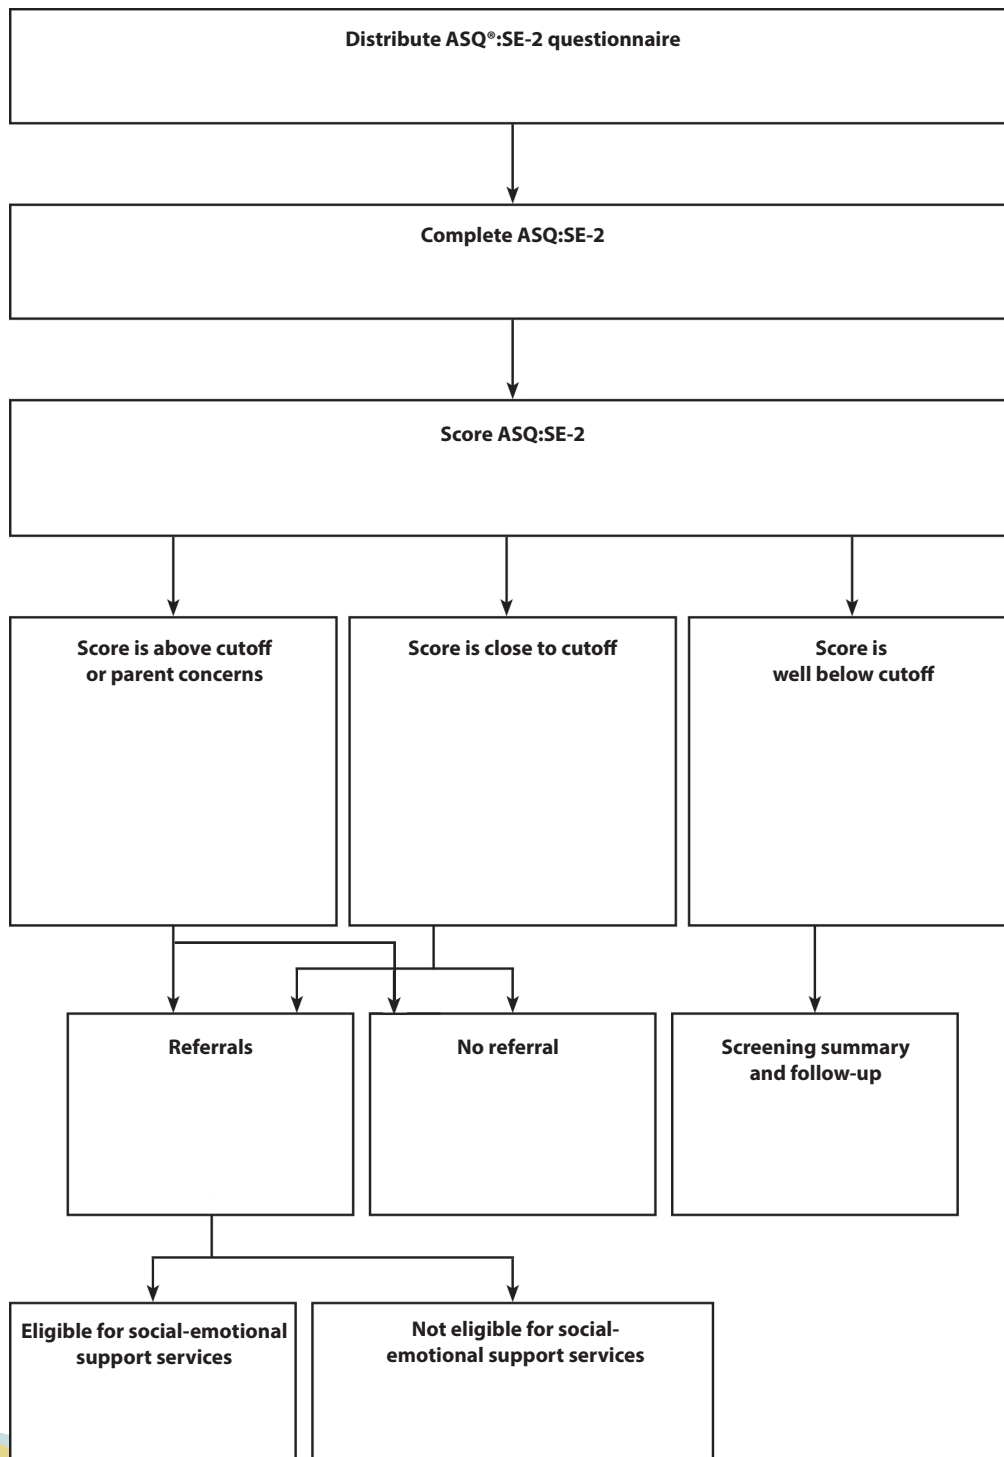 Distribute ASQ®:SE-2 questionnaire
Complete ASQ:SE-2
Score ASQ:SE-2
Score is above cutoff
or parent concerns
Score is close to cutoff
Score is
well below cutoff
Referrals
No referral
Screening summary
and follow-up
Eligible for social-emotional
support services
Not eligible for social-
emotional support services